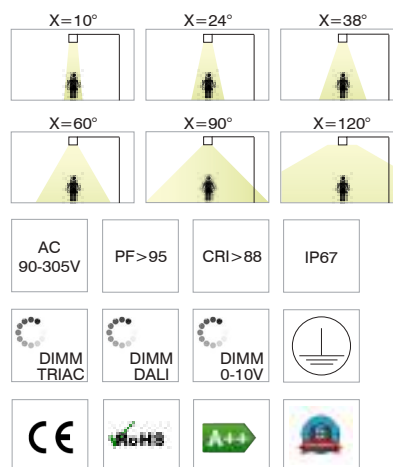 X=10° X=24° X=38°
X=60° X=90° X=120°
AC
90-305V
PF>95
CRI>88
IP67
DIMM
TRIAC
DIMM
DALI
DIMM
0-10V
CE
RoHS
A++